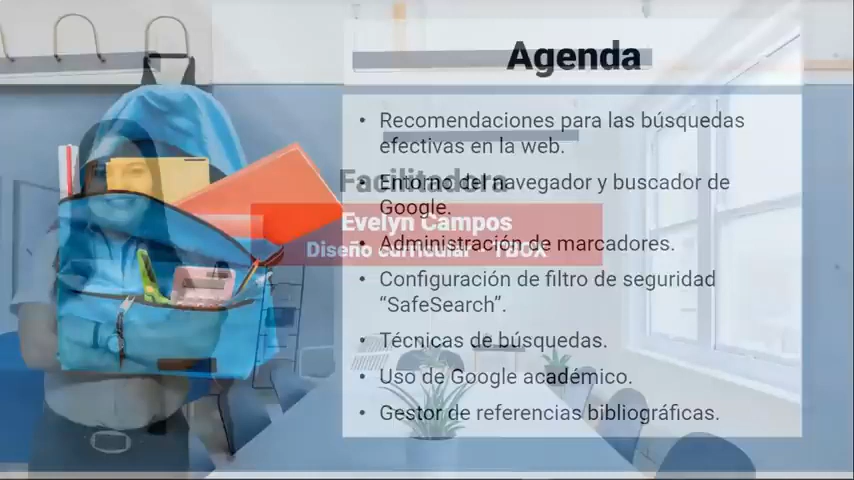 Agenda
• Recomendaciones para las búsquedas
efectivas en la web.
Facilitadora
• Entorno del navegador y buscador de
Google.
Evelyn Campos
• Administración de marcadores.
Diseño curricular - TBOX
• Configuración de filtro de seguridad
“SafeSearch”.
• Técnicas de búsquedas.
• Uso de Google académico.
• Gestor de referencias bibliográficas.